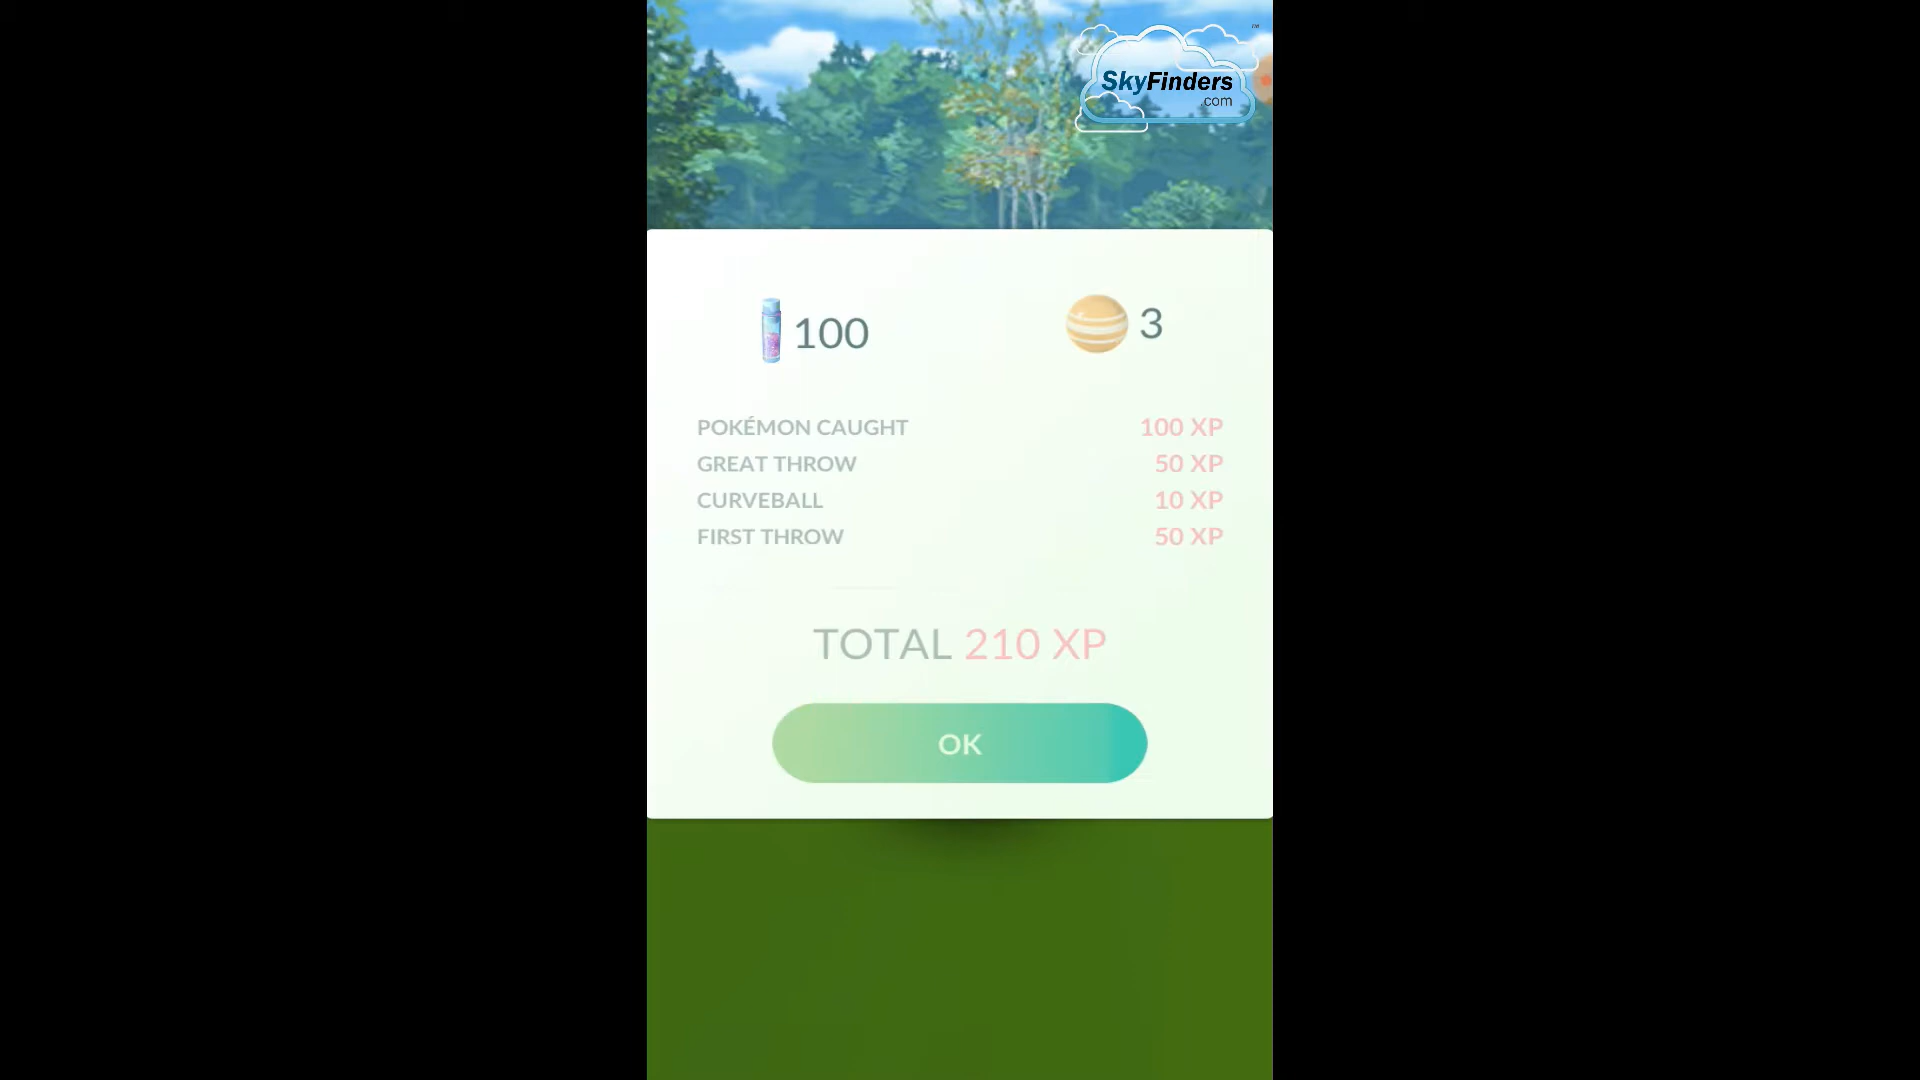 SkyFinders
.com
™
100
3
POKÉMON CAUGHT 100 XP
GREAT THROW 50 XP
CURVEBALL 10 XP
FIRST THROW 50 XP
TOTAL 210 XP
OK